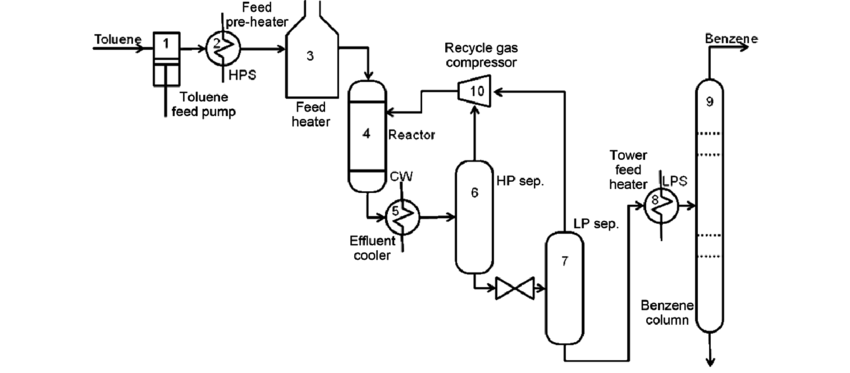 Feed
pre-heater
Toluene
1
2
3
HPS
Toluene
feed pump
Feed
heater
Recycle gas
compressor
10
4
Reactor
CW
5
Effluent
cooler
6
HP sep.
LP sep.
7
Tower
feed
heater
LPS
8
Benzene
9
Benzene
column